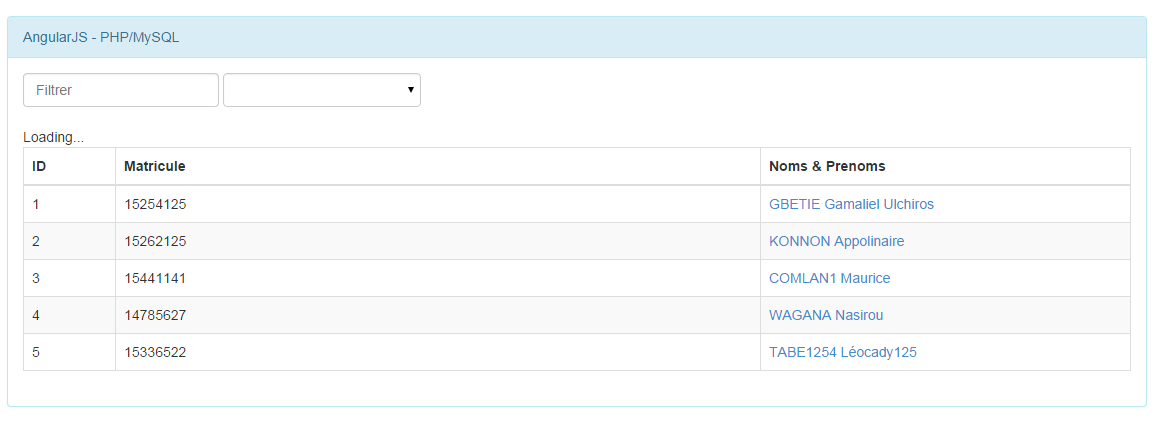 AngularJS - PHP/MySQL
Filtrer
Loading...
ID Matricule Noms & Prenoms
1 15254125 GBETIE Gamaliel Ulchiros
2 15262125 KONNON Appolinaire
3 15441141 COMLAN1 Maurice
4 14785627 WAGANA Nasirou
5 15336522 TABE1254 Léocady125